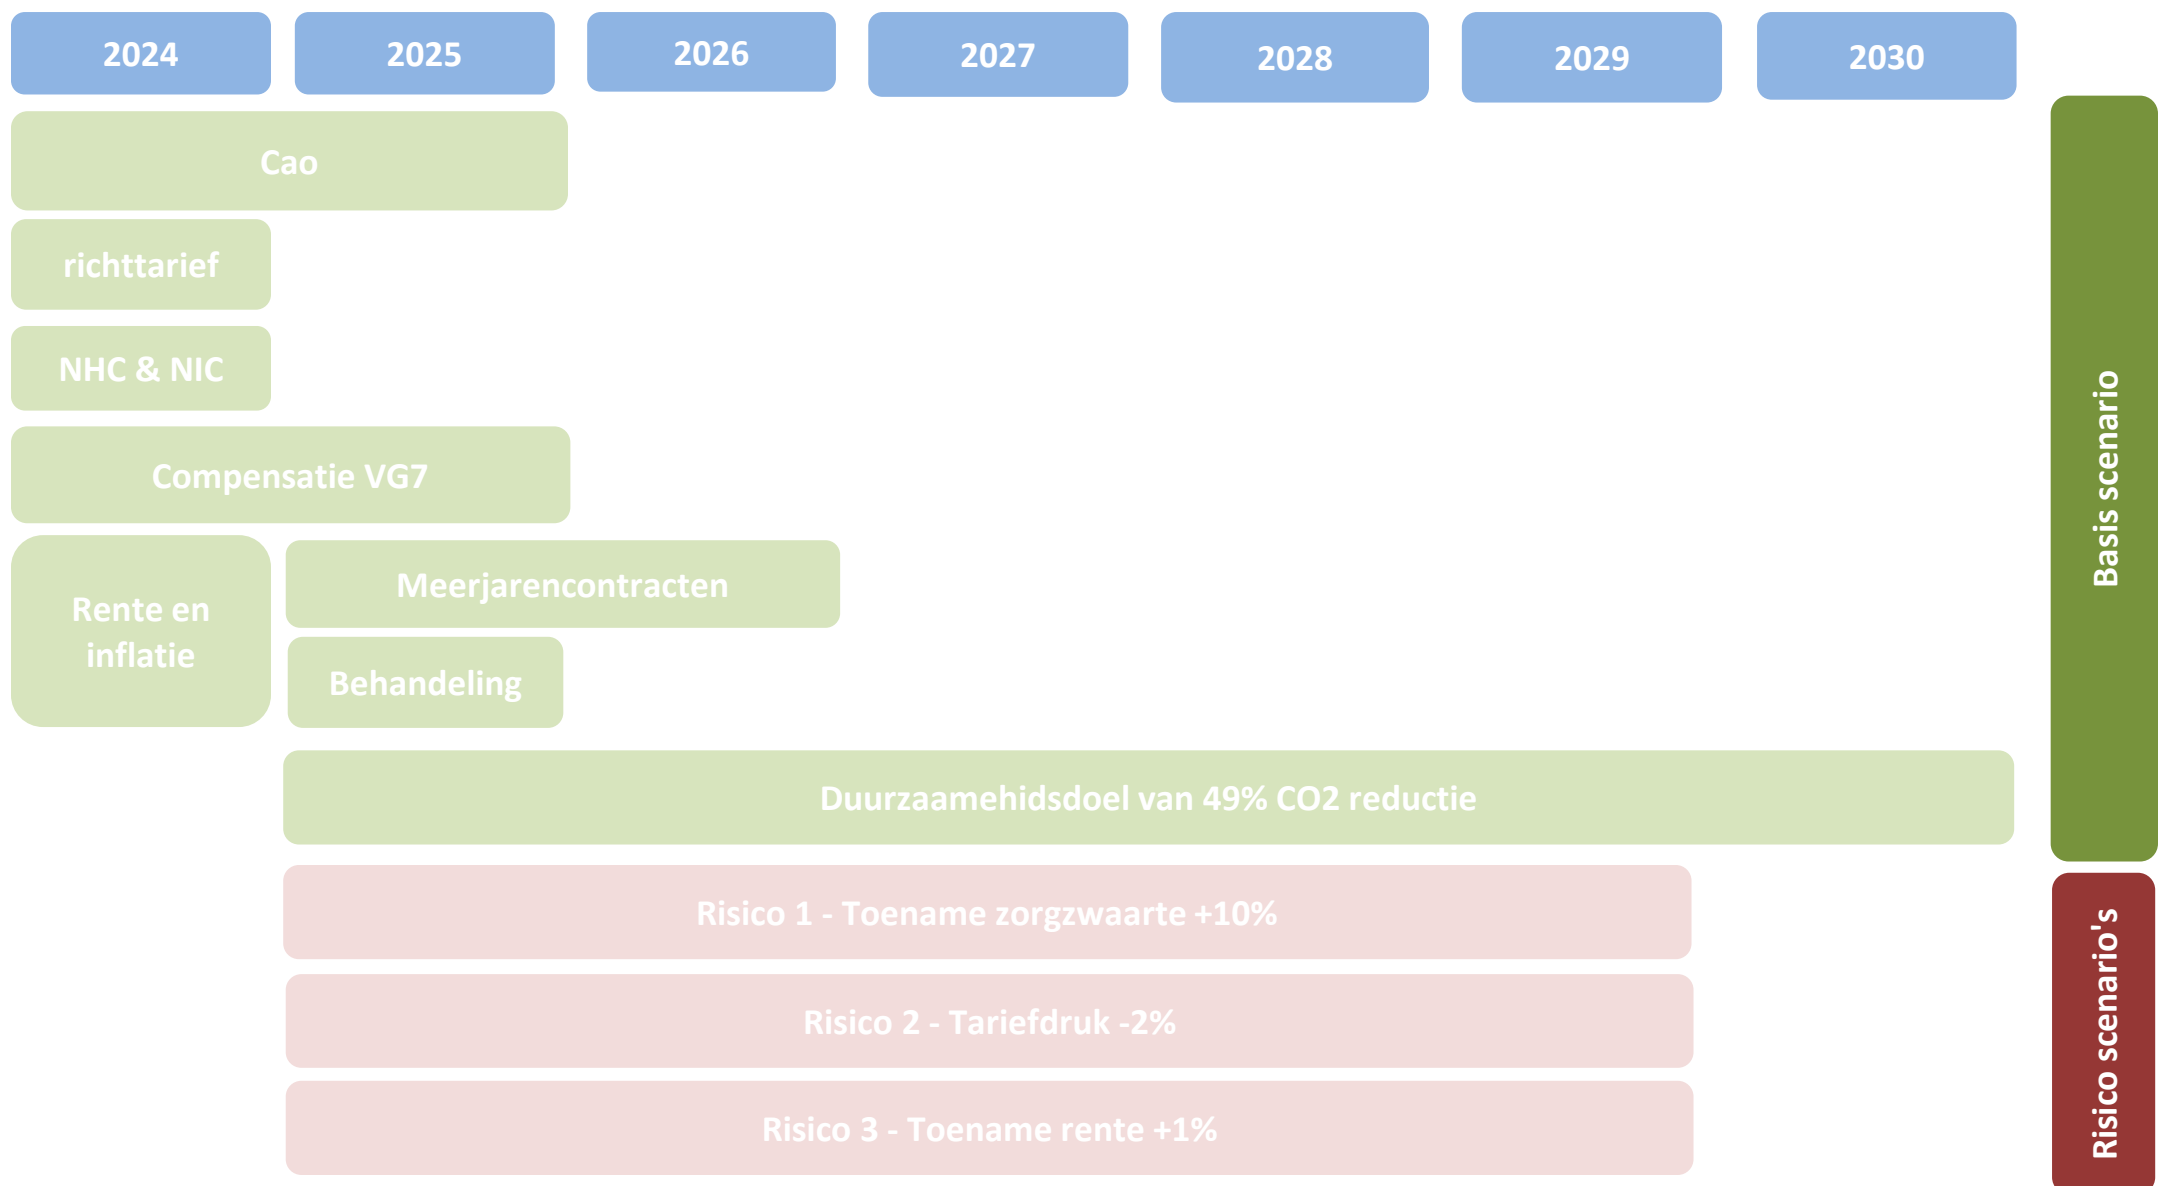 2024
2025
2026
2027
2028
2029
2030
Cao
richttarief
NHC & NIC
Compensatie VG7
Rente en
inflatie
Meerjarencontracten
Behandeling
Duurzaamehidsdoel van 49% CO2 reductie
Risico 1 - Toename zorgzwaarte +10%
Risico 2 - Tariefdruk -2%
Risico 3 - Toename rente +1%
Basis scenario
Risico scenario's